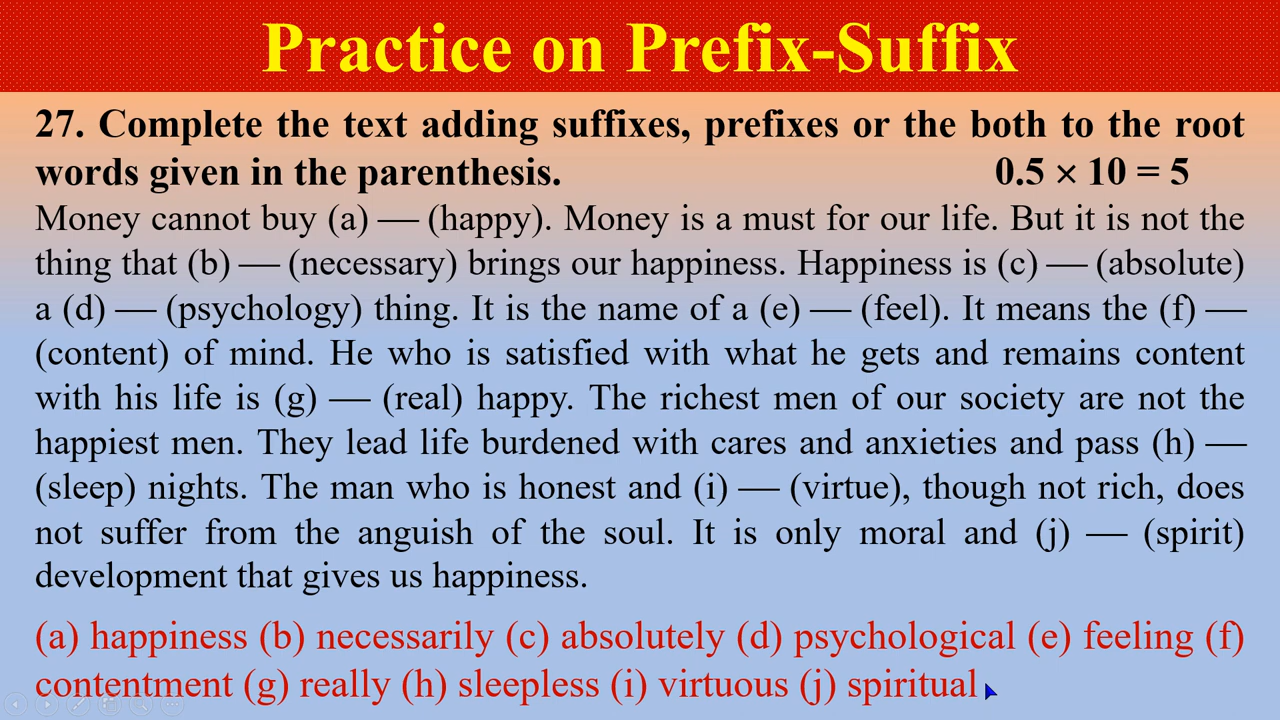 Practice on Prefix-Suffix
27. Complete the text adding suffixes, prefixes or the both to the root
words given in the parenthesis. 0.5 × 10 = 5
Money cannot buy (a) — (happy). Money is a must for our life. But it is not the
thing that (b) — (necessary) brings our happiness. Happiness is (c) — (absolute)
a (d) — (psychology) thing. It is the name of a (e) — (feel). It means the (f) —
(content) of mind. He who is satisfied with what he gets and remains content
with his life is (g) — (real) happy. The richest men of our society are not the
happiest men. They lead life burdened with cares and anxieties and pass (h) —
(sleep) nights. The man who is honest and (i) — (virtue), though not rich, does
not suffer from the anguish of the soul. It is only moral and (j) — (spirit)
development that gives us happiness.
(a) happiness (b) necessarily (c) absolutely (d) psychological (e) feeling (f)
contentment (g) really (h) sleepless (i) virtuous (j) spiritual